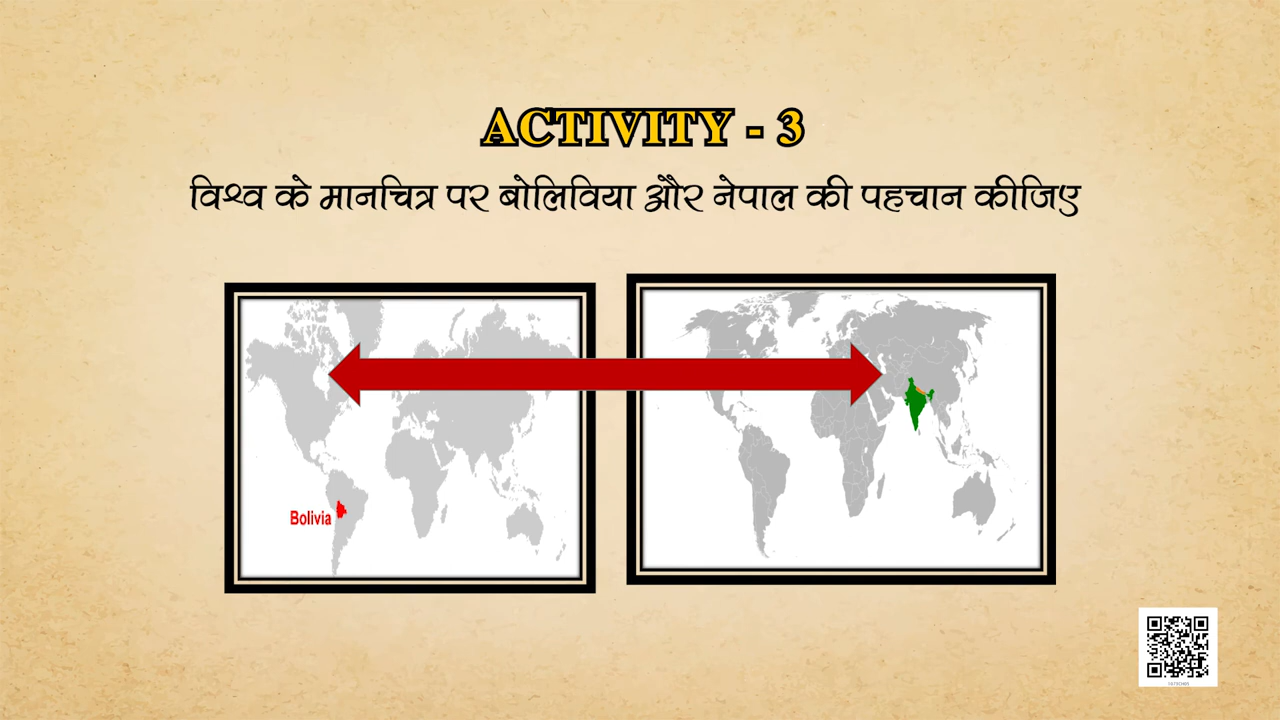 ACTIVITY - 3
विश्व के मानचित्र पर बोलिविया और नेपाल की पहचान कीजिए
Bolivia